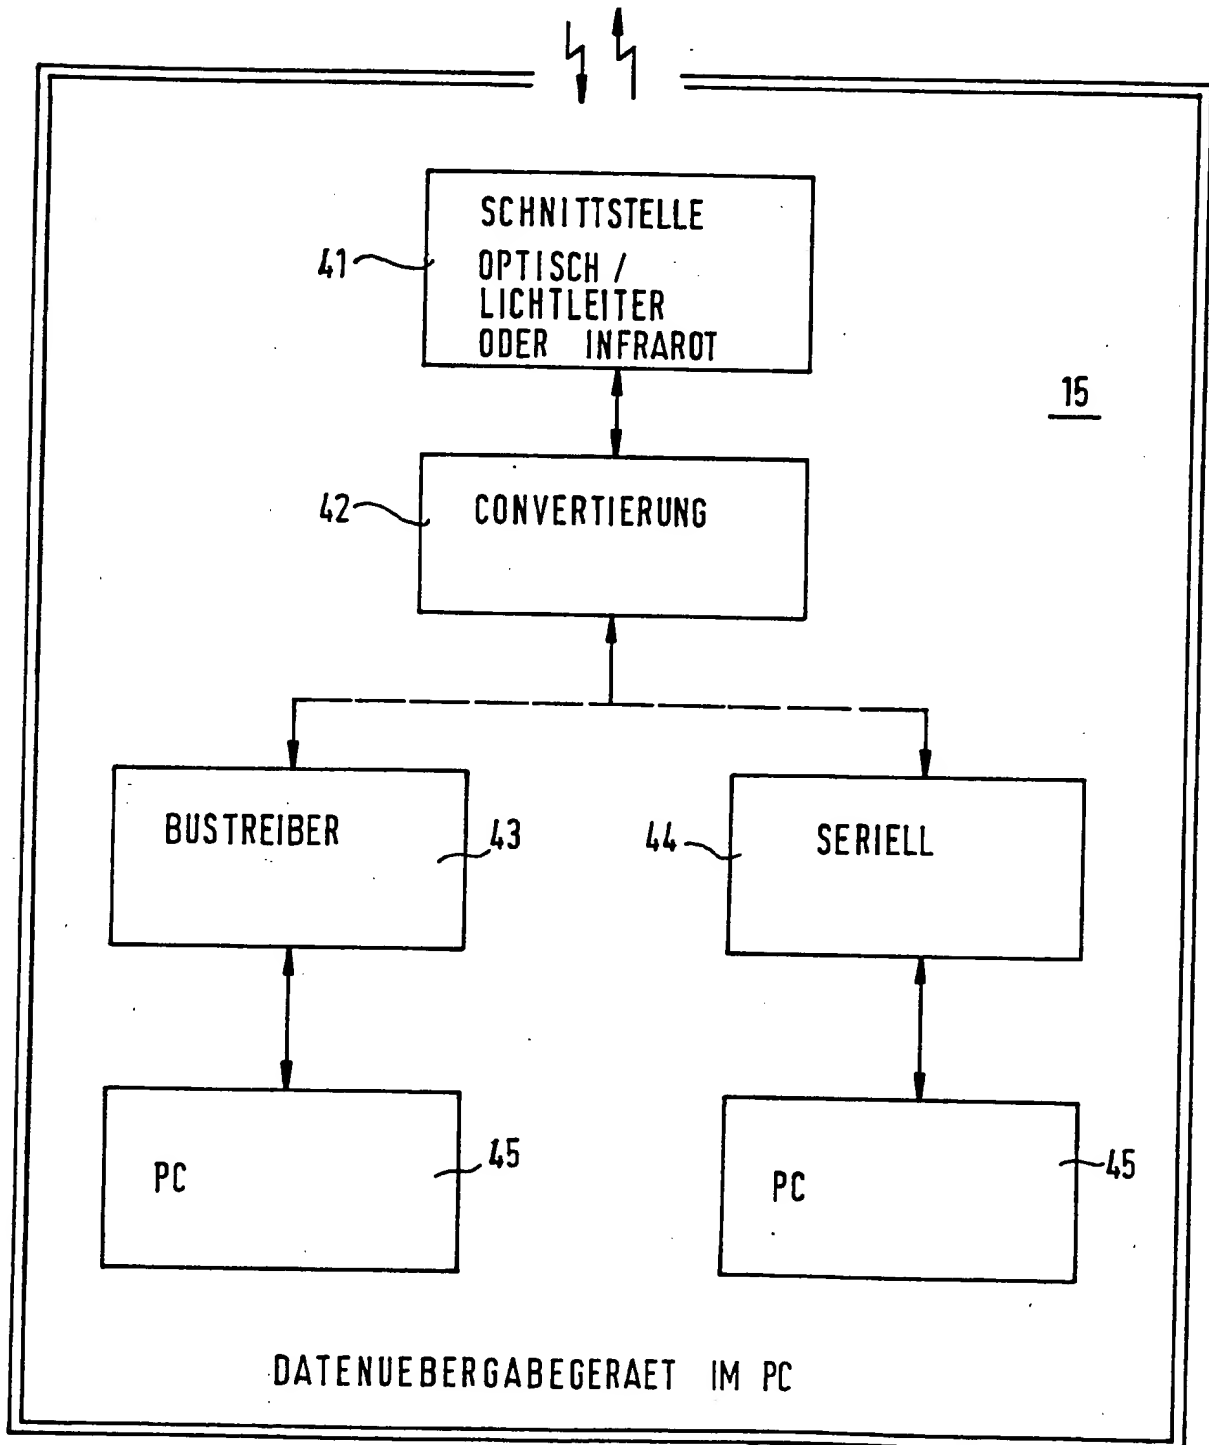 SCHNITTSTELLE
41
OPTISCH /
LICHTLEITER
ODER INFRAROT
15
42
CONVERTIERUNG
BUSTREIBER
43
44
SERIELL
PC
45
PC
45
DATENUEBERGABEGERAET IM PC